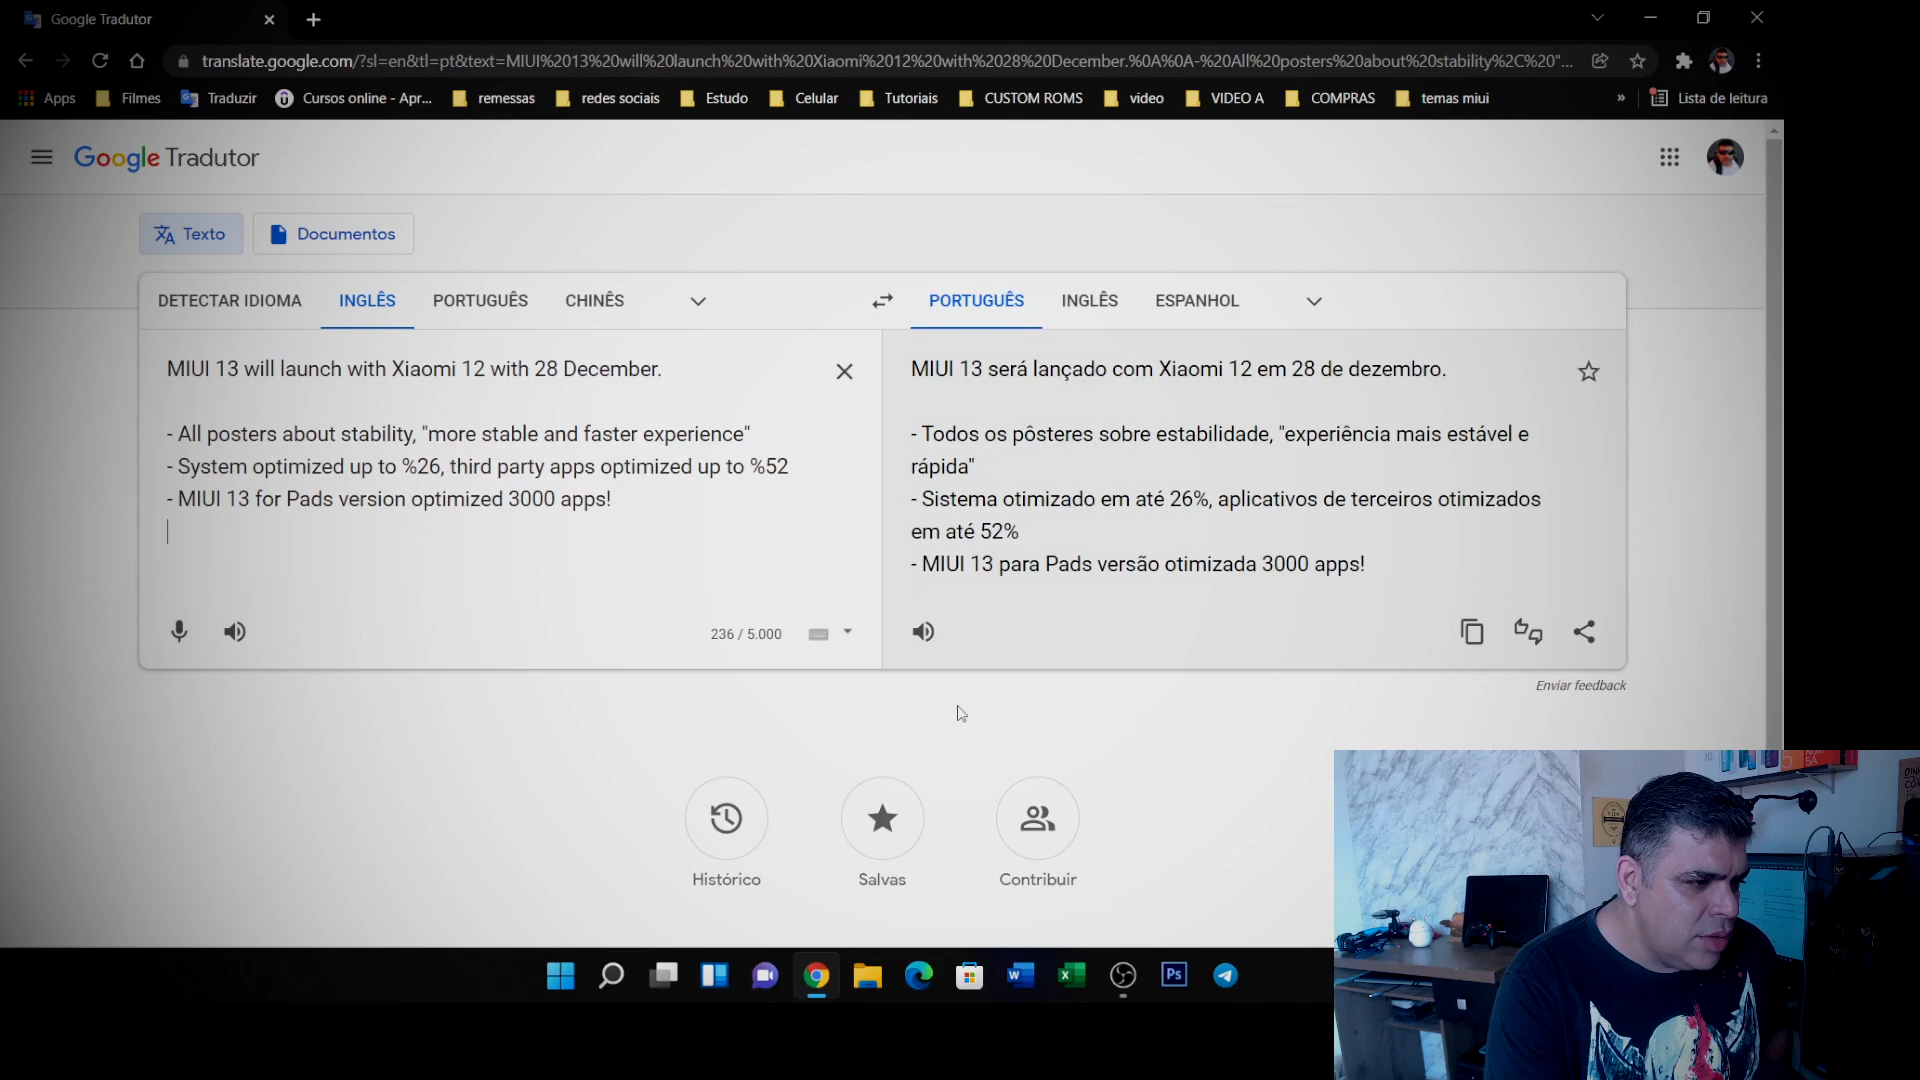 Google Tradutor
translate.google.com/?sl=en&tl=pt&text=MIUI%2013%20will%20launch%20with%20Xiaomi%2012%20with%2028%20December.%0A%0A-%20All%20posters%20about%20stability%2C%20"...
Apps
Filmes
Traduzir
Cursos online - Apr...
remessas
redes sociais
Estudo
Celular
Tutoriais
CUSTOM ROMS
video
VIDEO A
COMPRAS
temas miui
»
Lista de leitura
Google Tradutor
Texto
Documentos
DETECTAR IDIOMA
INGLÊS
PORTUGUÊS
CHINÊS
PORTUGUÊS
INGLÊS
ESPANHOL
MIUI 13 will launch with Xiaomi 12 with 28 December.
- All posters about stability, "more stable and faster experience"
- System optimized up to %26, third party apps optimized up to %52
- MIUI 13 for Pads version optimized 3000 apps!
236 / 5.000
MIUI 13 será lançado com Xiaomi 12 em 28 de dezembro.
- Todos os pôsteres sobre estabilidade, "experiência mais estável e
rápida"
- Sistema otimizado em até 26%, aplicativos de terceiros otimizados
em até 52%
- MIUI 13 para Pads versão otimizada 3000 apps!
Enviar feedback
Histórico
Salvas
Contribuir
W
X
Ps
5A
VIDA